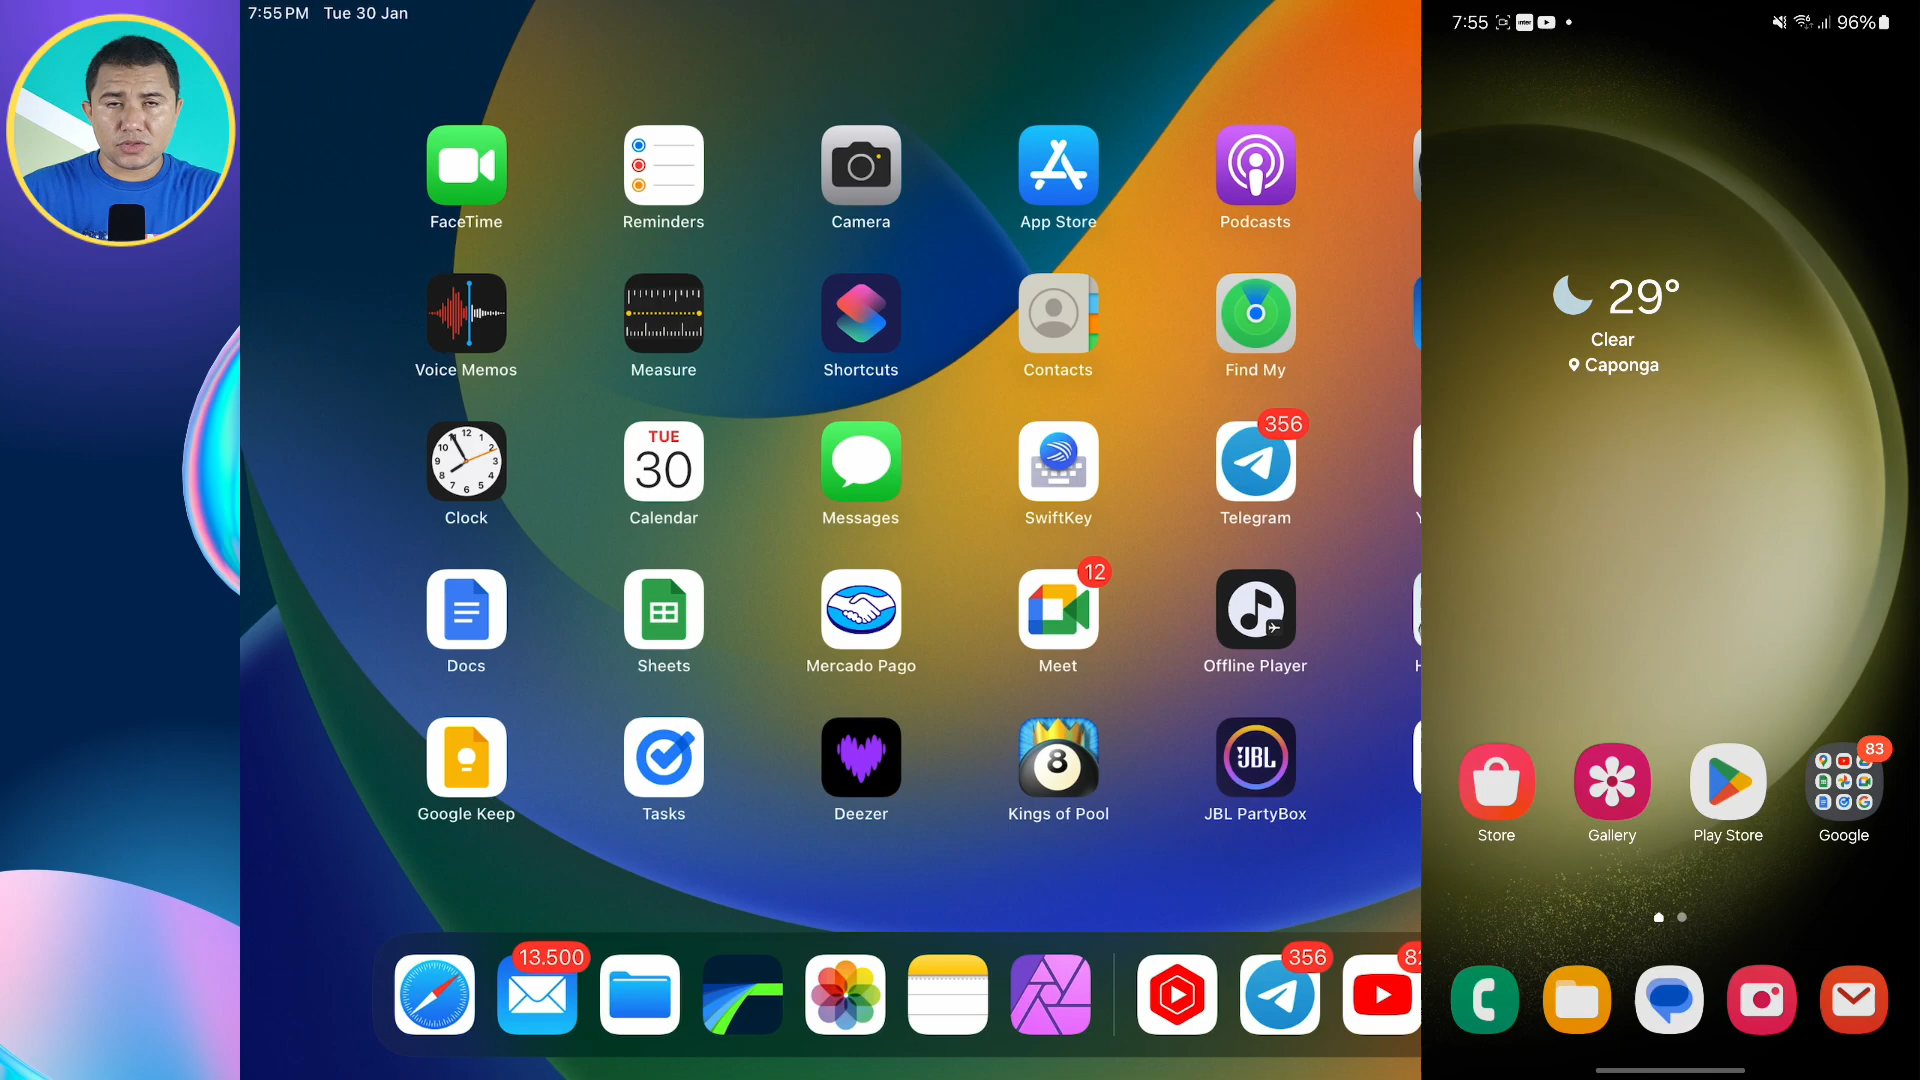 7:55 PM Tue 30 Jan
FaceTime
Reminders
Camera
App Store
Podcasts
Voice Memos
Measure
Shortcuts
Contacts
Find My
TUE
30
356
Clock
Calendar
Messages
SwiftKey
Telegram
12
Docs
Sheets
Mercado Pago
Meet
Offline Player
8
JBL
Google Keep
Tasks
Deezer
Kings of Pool
JBL PartyBox
13.500
356
7:55
96%
29°
Clear
Caponga
83
Store
Gallery
Play Store
Google